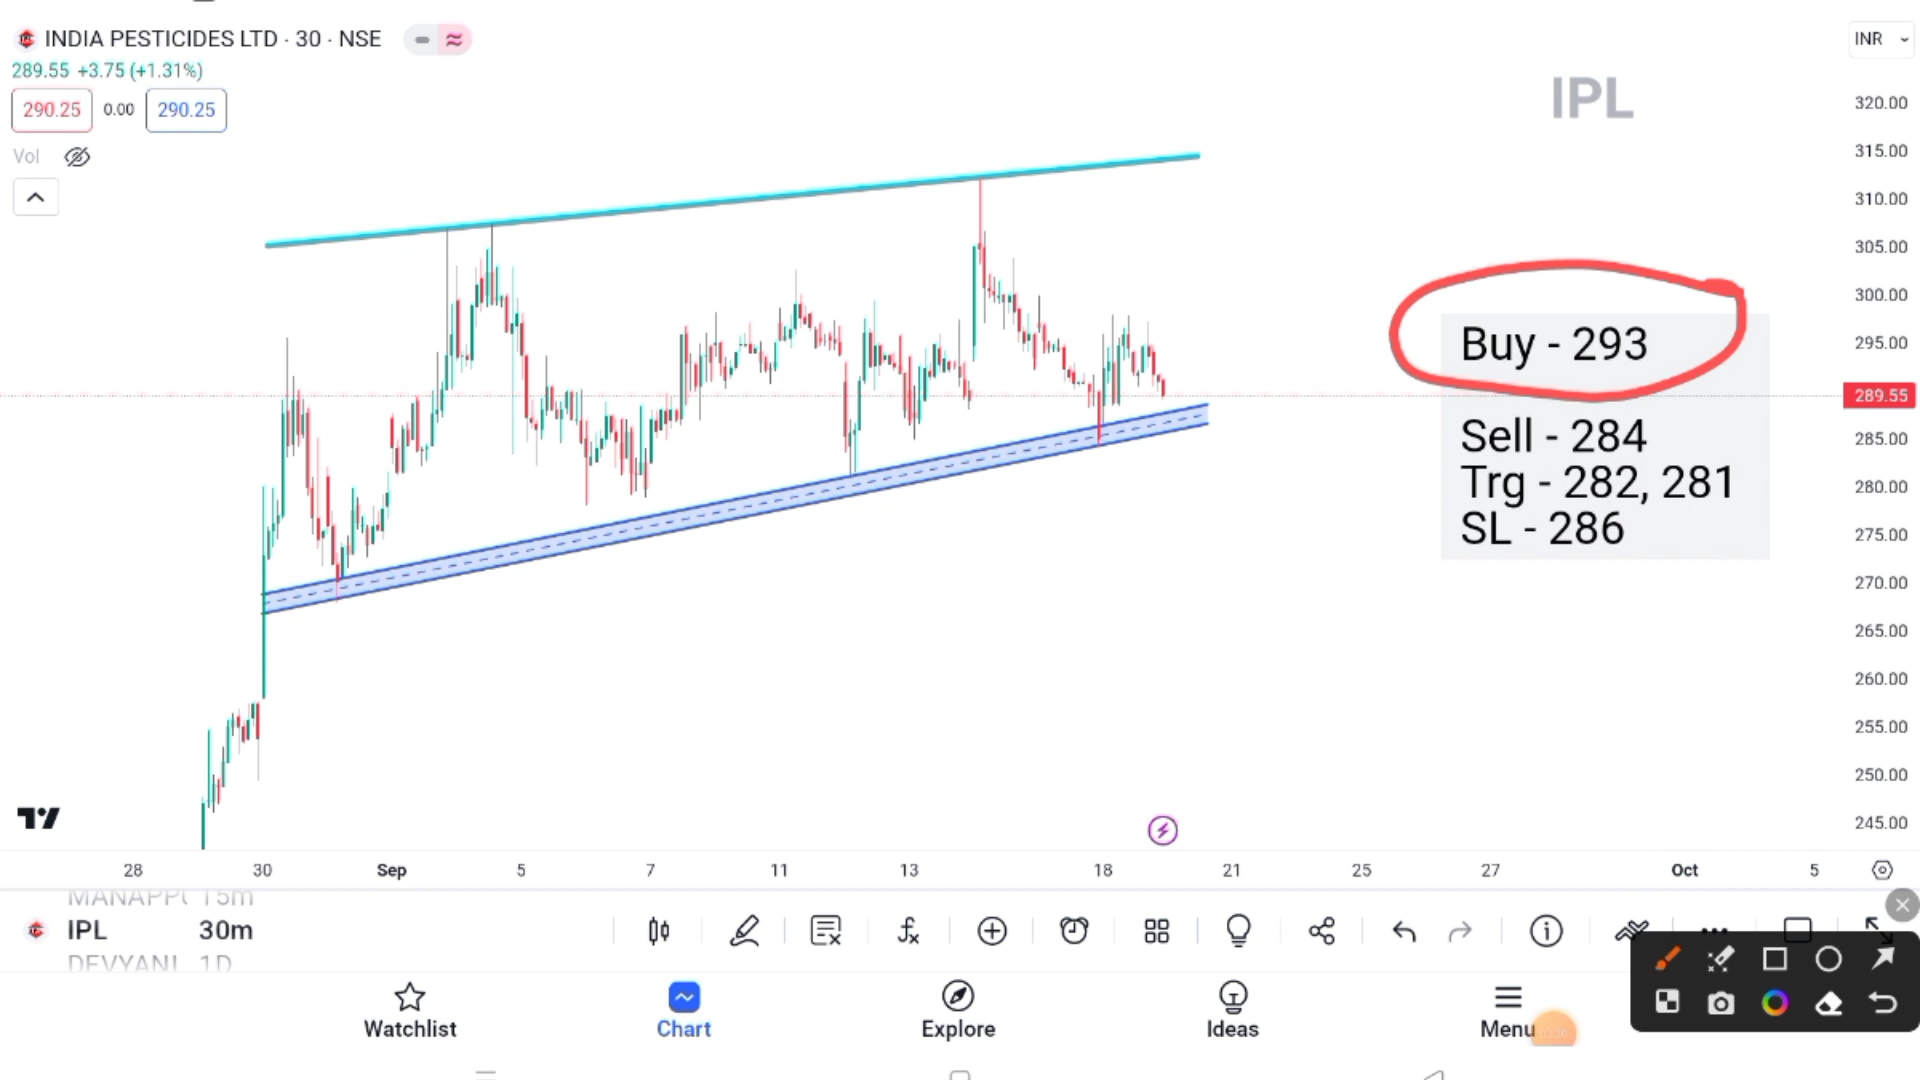 INDIA PESTICIDES LTD · 30 · NSE
INR
289.55 +3.75 (+1.31%)
290.25 0.00 290.25
Vol
IPL
320.00
315.00
310.00
305.00
300.00
295.00
289.55
285.00
280.00
275.00
270.00
265.00
260.00
255.00
250.00
245.00
Buy - 293
Sell - 284
Trg - 282, 281
SL - 286
28 30 Sep 5 7 11 13 18 21 25 27 Oct 5
15m
IPL 30m
DEVYANI 1D
Watchlist Chart Explore Ideas Menu